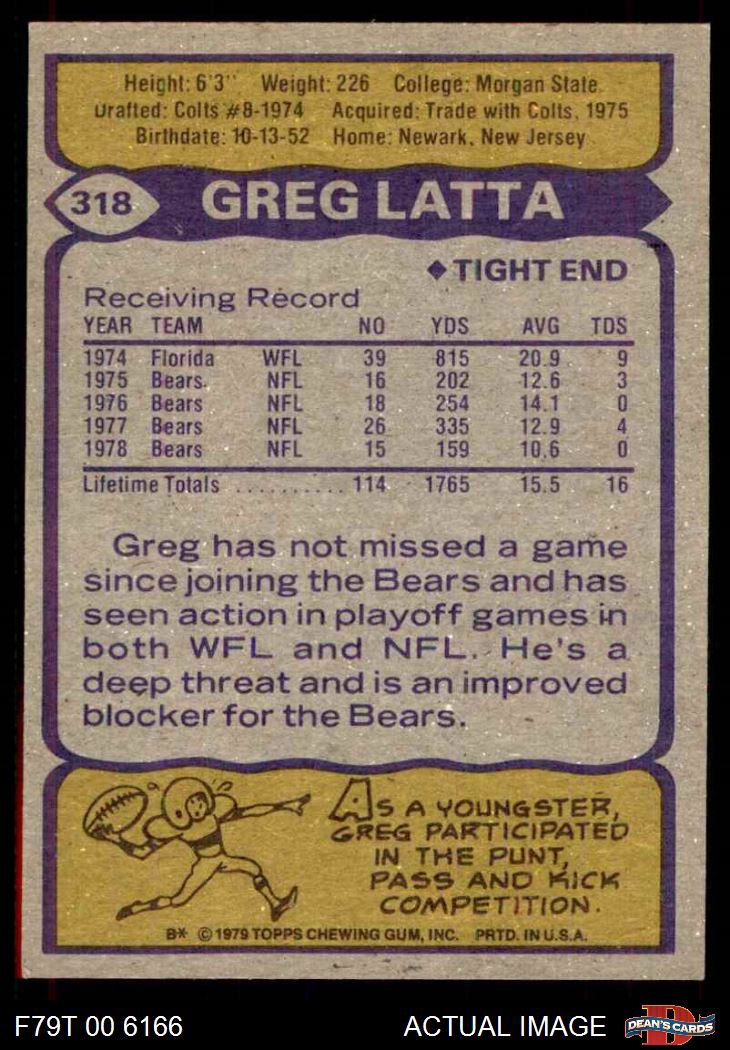 Height: 6'3" Weight: 226 College: Morgan State
Drafted: Colts #8-1974 Acquired: Trade with Colts, 1975
Birthdate: 10-13-52 Home: Newark, New Jersey
318 GREG LATTA
◆ TIGHT END
Receiving Record
YEAR TEAM NO YDS AVG TDS
1974 Florida WFL 39 815 20.9 9
1975 Bears NFL 16 202 12.6 3
1976 Bears NFL 18 254 14.1 0
1977 Bears NFL 26 335 12.9 4
1978 Bears NFL 15 159 10.6 0
Lifetime Totals .......... 114 1765 15.5 16
Greg has not missed a game
since joining the Bears and has
seen action in playoff games in
both WFL and NFL. He's a
deep threat and is an improved
blocker for the Bears.
AS A YOUNGSTER,
GREG PARTICIPATED
IN THE PUNT,
PASS AND KICK
COMPETITION.
B* © 1979 TOPPS CHEWING GUM, INC. PRTD. IN U.S.A.
F79T 00 6166 ACTUAL IMAGE D DEAN'S CARDS